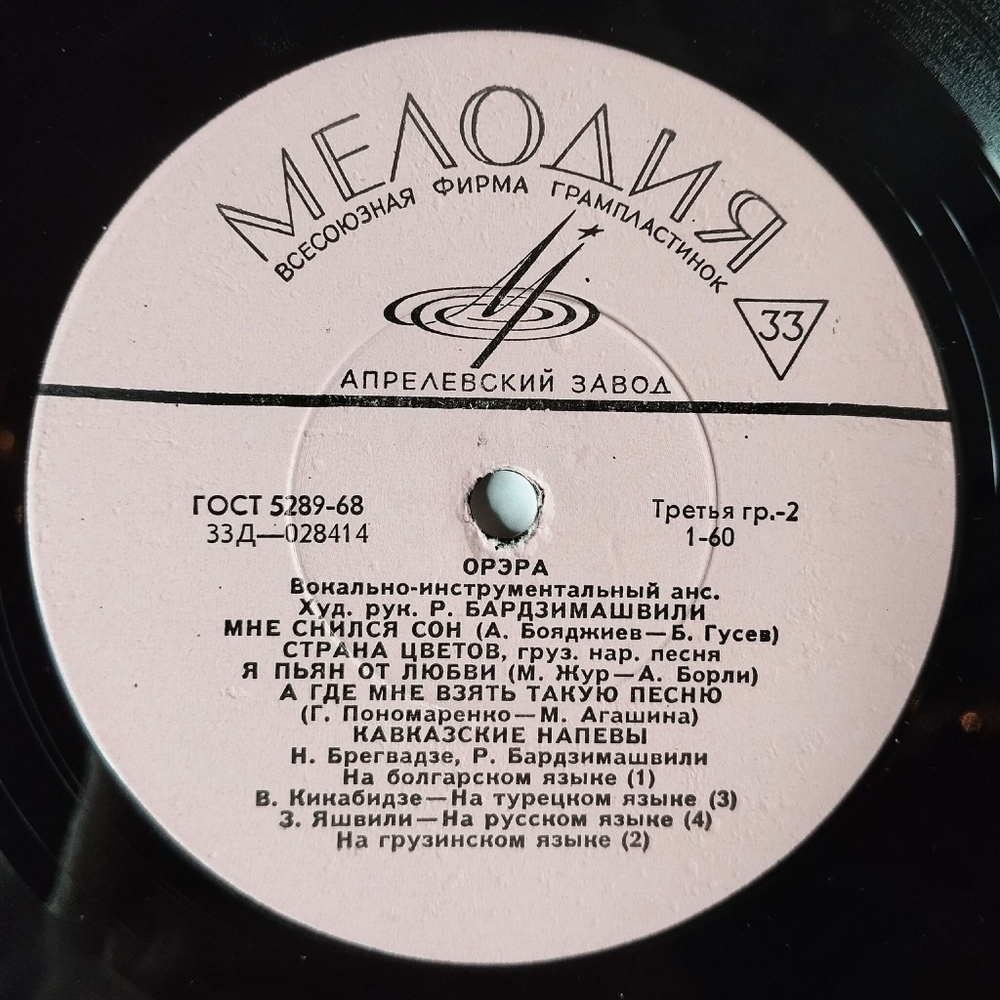 МЕЛОДИЯ
ВСЕСОЮЗНАЯ ФИРМА ГРАМПЛАСТИНОК
33
АПРЕЛЕВСКИЙ ЗАВОД
ГОСТ 5289-68
Третья гр.-2
33Д—028414
1-60
ОРЭРА
Вокально-инструментальный анс.
Худ. рук. Р. БАРДЗИМАШВИЛИ
МНЕ СНИЛСЯ СОН (А. Бояджиев—Б. Гусев)
СТРАНА ЦВЕТОВ, груз. нар. песня
Я ПЬЯН ОТ ЛЮБВИ (М. Жур—А. Борли)
А ГДЕ МНЕ ВЗЯТЬ ТАКУЮ ПЕСНЮ
(Г. Пономаренко—М. Агашина)
КАВКАЗСКИЕ НАПЕВЫ
Н. Брегвадзе, Р. Бардзимашвили
На болгарском языке (1)
В. Кикабидзе—На турецком языке (3)
З. Яшвили—На русском языке (4)
На грузинском языке (2)